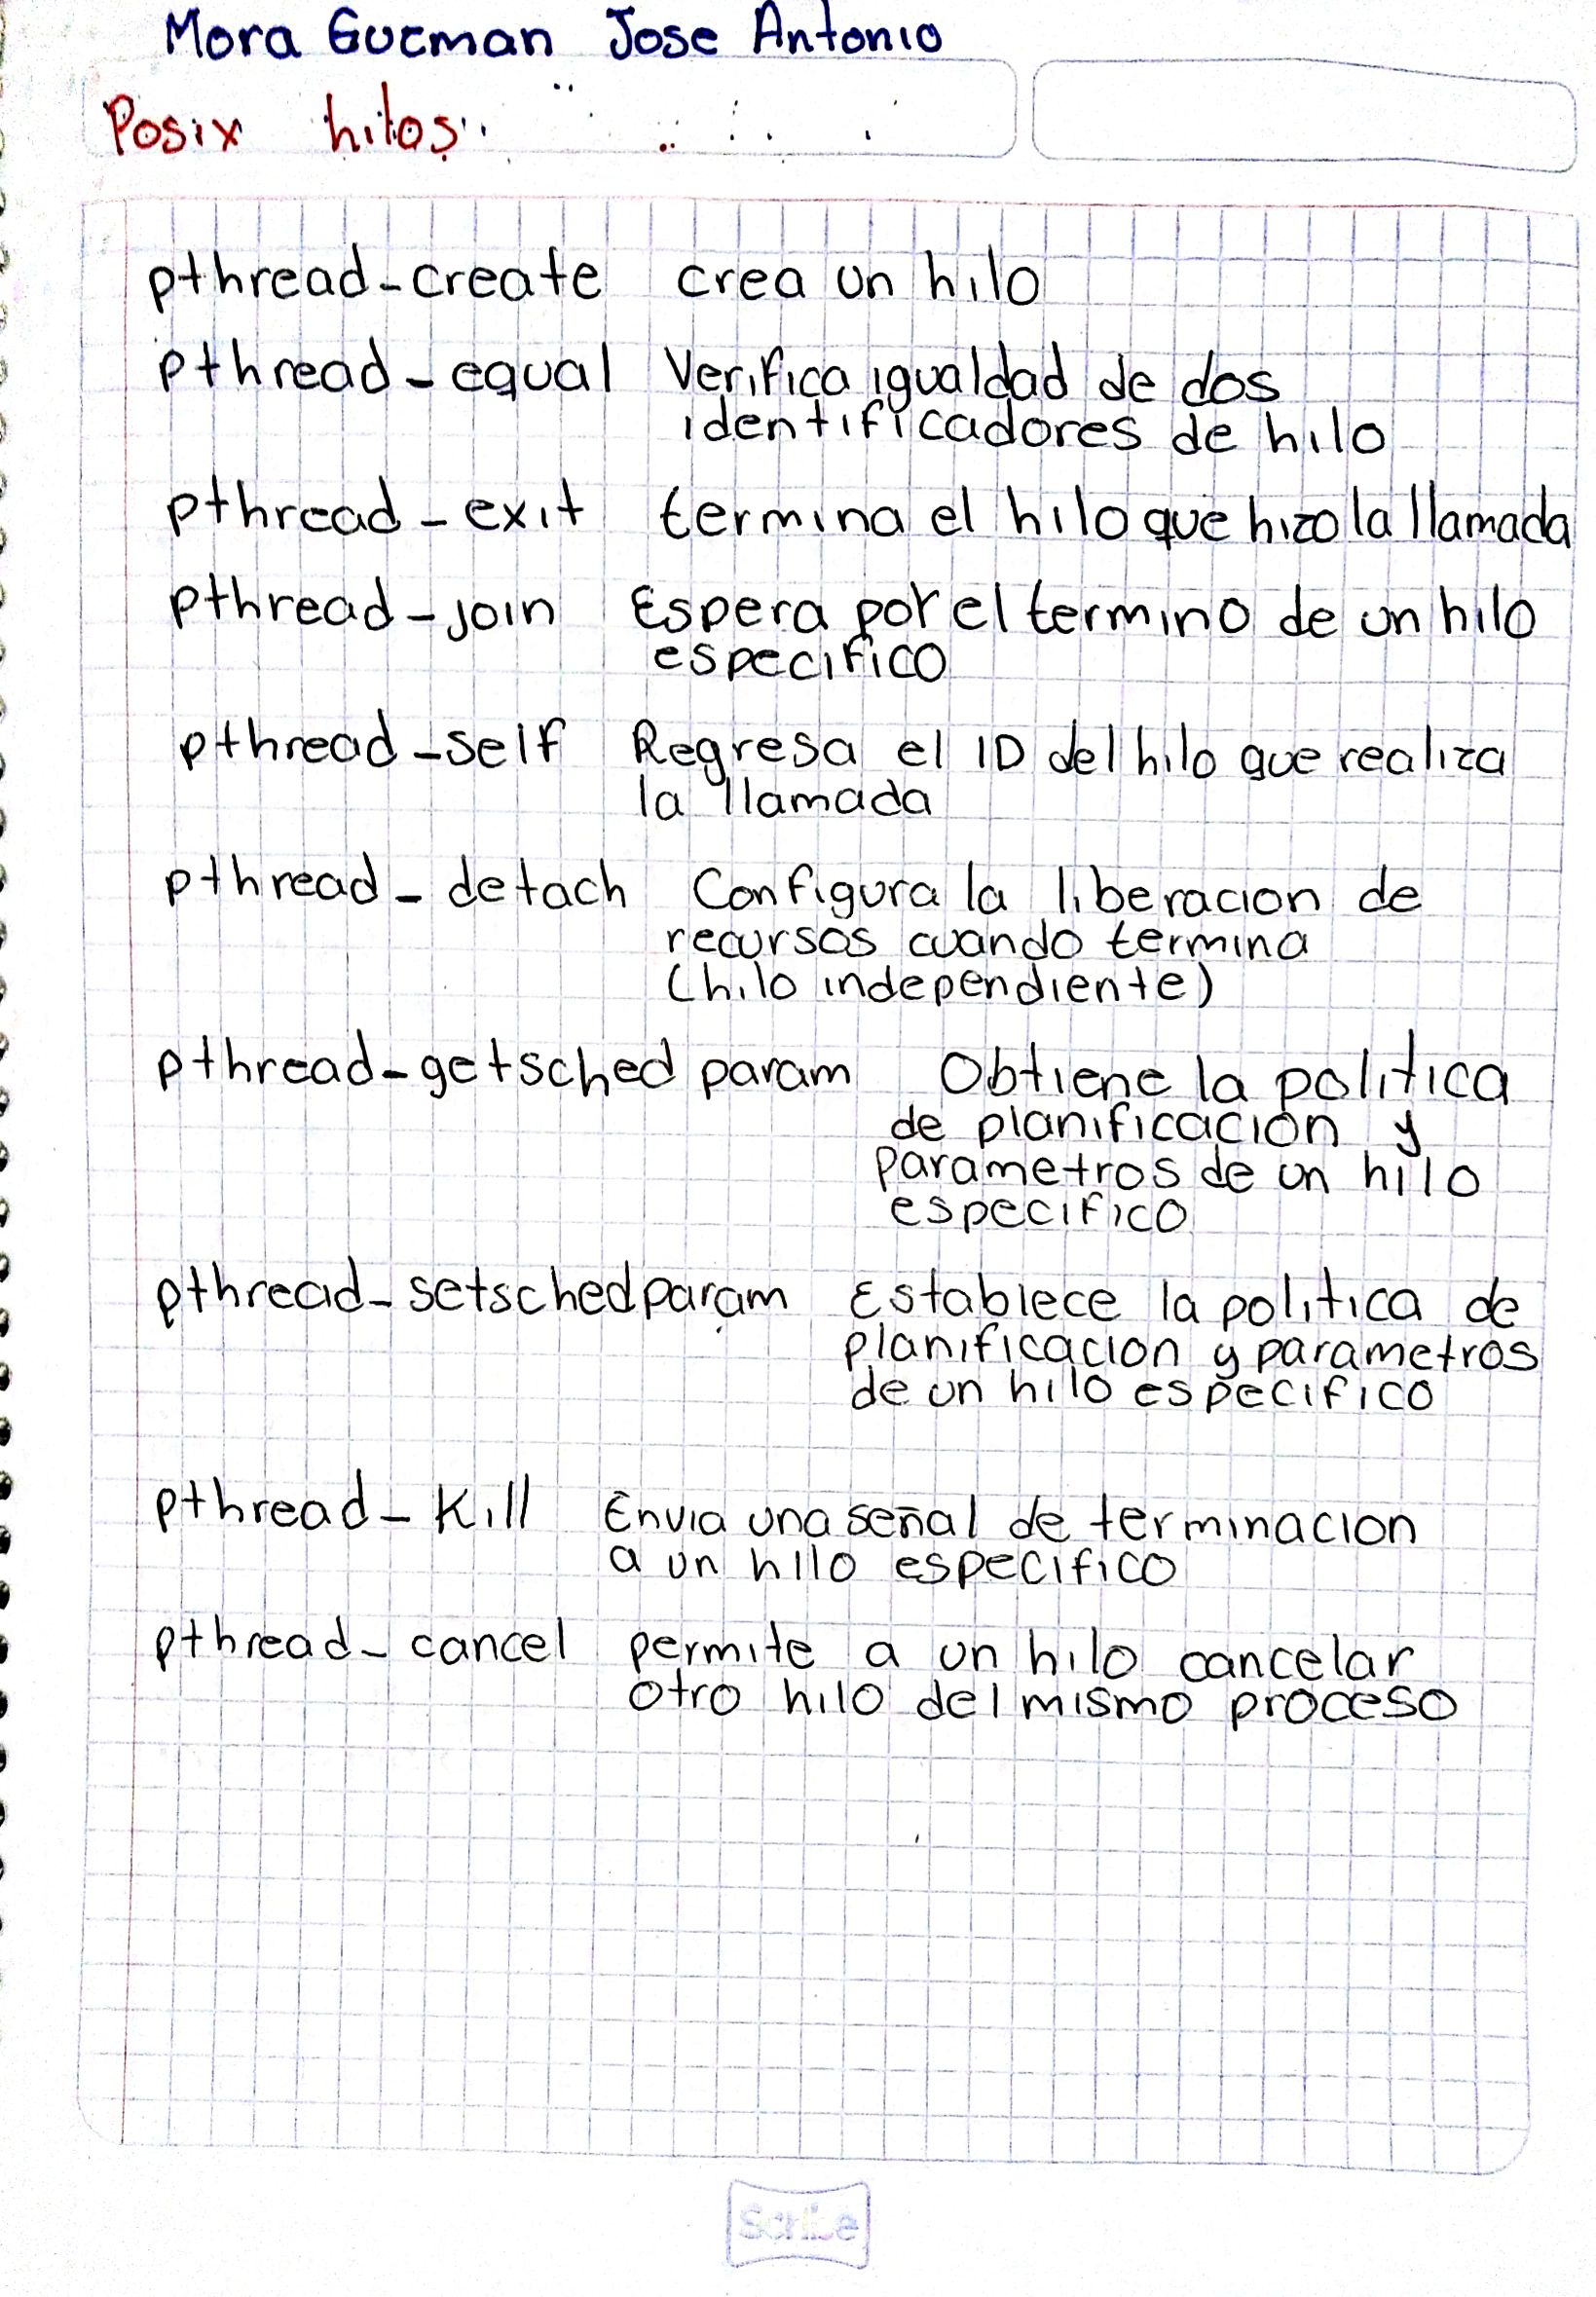 Mora Guzman Jose Antonio
Posix hilos
pthread-create crea un hilo
pthread-equal Verifica igualdad de dos
identificadores de hilo
pthread-exit termina el hilo que hizo la llamada
pthread-join Espera por el termino de un hilo
especifico
pthread-self Regresa el ID del hilo que realiza
la llamada
pthread-detach Configura la liberacion de
recursos cuando termina
(hilo independiente)
pthread-getsched param Obtiene la politica
de planificacion y
parametros de un hilo
especifico
pthread-setschedparam Establece la politica de
planificacion y parametros
de un hilo especifico
pthread-Kill Envia una señal de terminacion
a un hilo especifico
pthread-cancel permite a un hilo cancelar
otro hilo del mismo proceso
Scribe